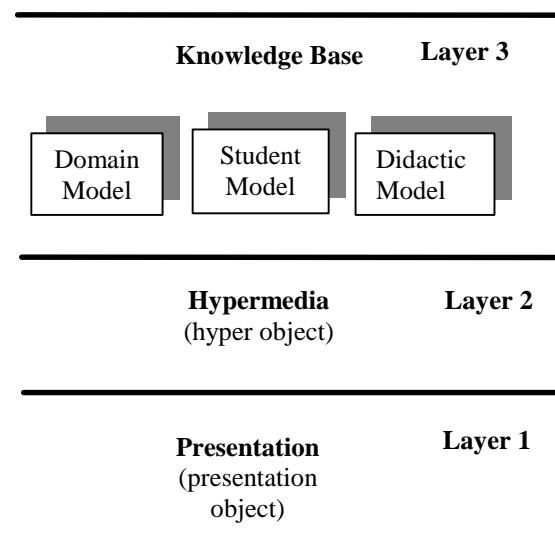 Knowledge Base Layer 3
Domain Model
Student Model
Didactic Model
Hypermedia Layer 2
(hyper object)
Presentation Layer 1
(presentation
object)